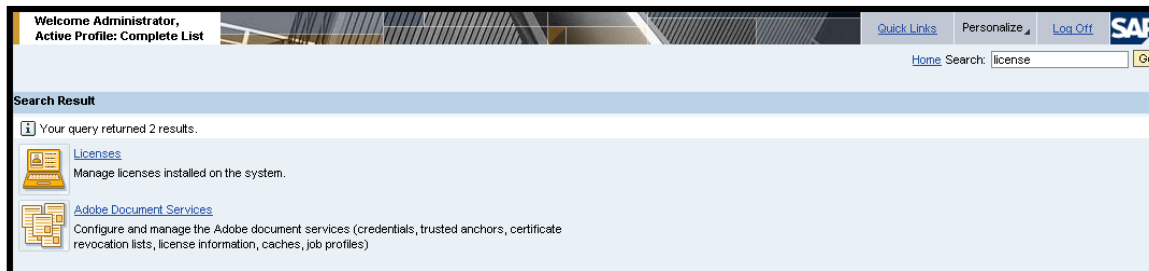 Welcome Administrator,
Active Profile: Complete List
Quick Links Personalize Log Off SAP
Home Search: license Go
Search Result
Your query returned 2 results.
Licenses
Manage licenses installed on the system.
Adobe Document Services
Configure and manage the Adobe document services (credentials, trusted anchors, certificate
revocation lists, license information, caches, job profiles)